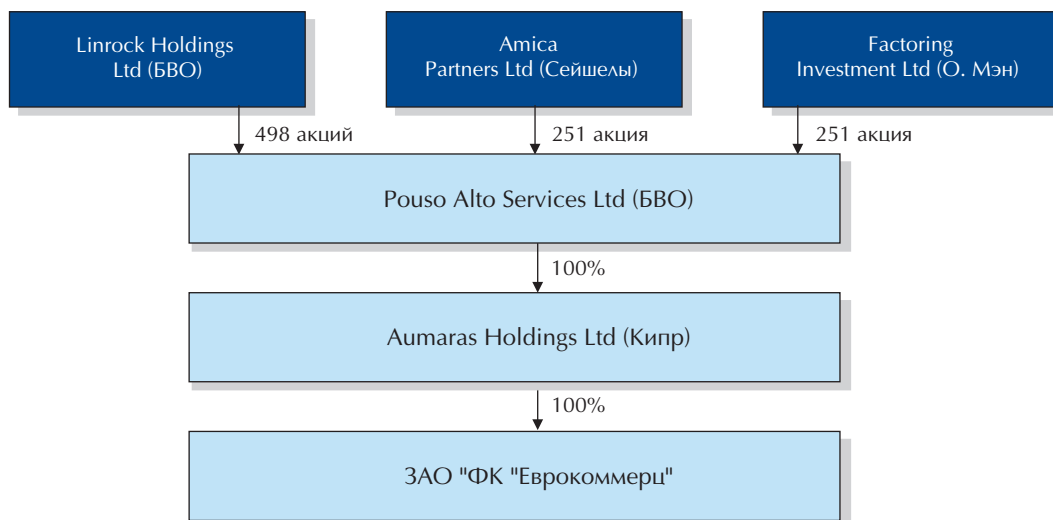 Linrock Holdings
Ltd (БВО)
Amica
Partners Ltd (Сейшелы)
Factoring
Investment Ltd (О. Мэн)
498 акций
251 акция
251 акция
Pouso Alto Services Ltd (БВО)
100%
Aumaras Holdings Ltd (Кипр)
100%
ЗАО "ФК "Еврокоммерц"